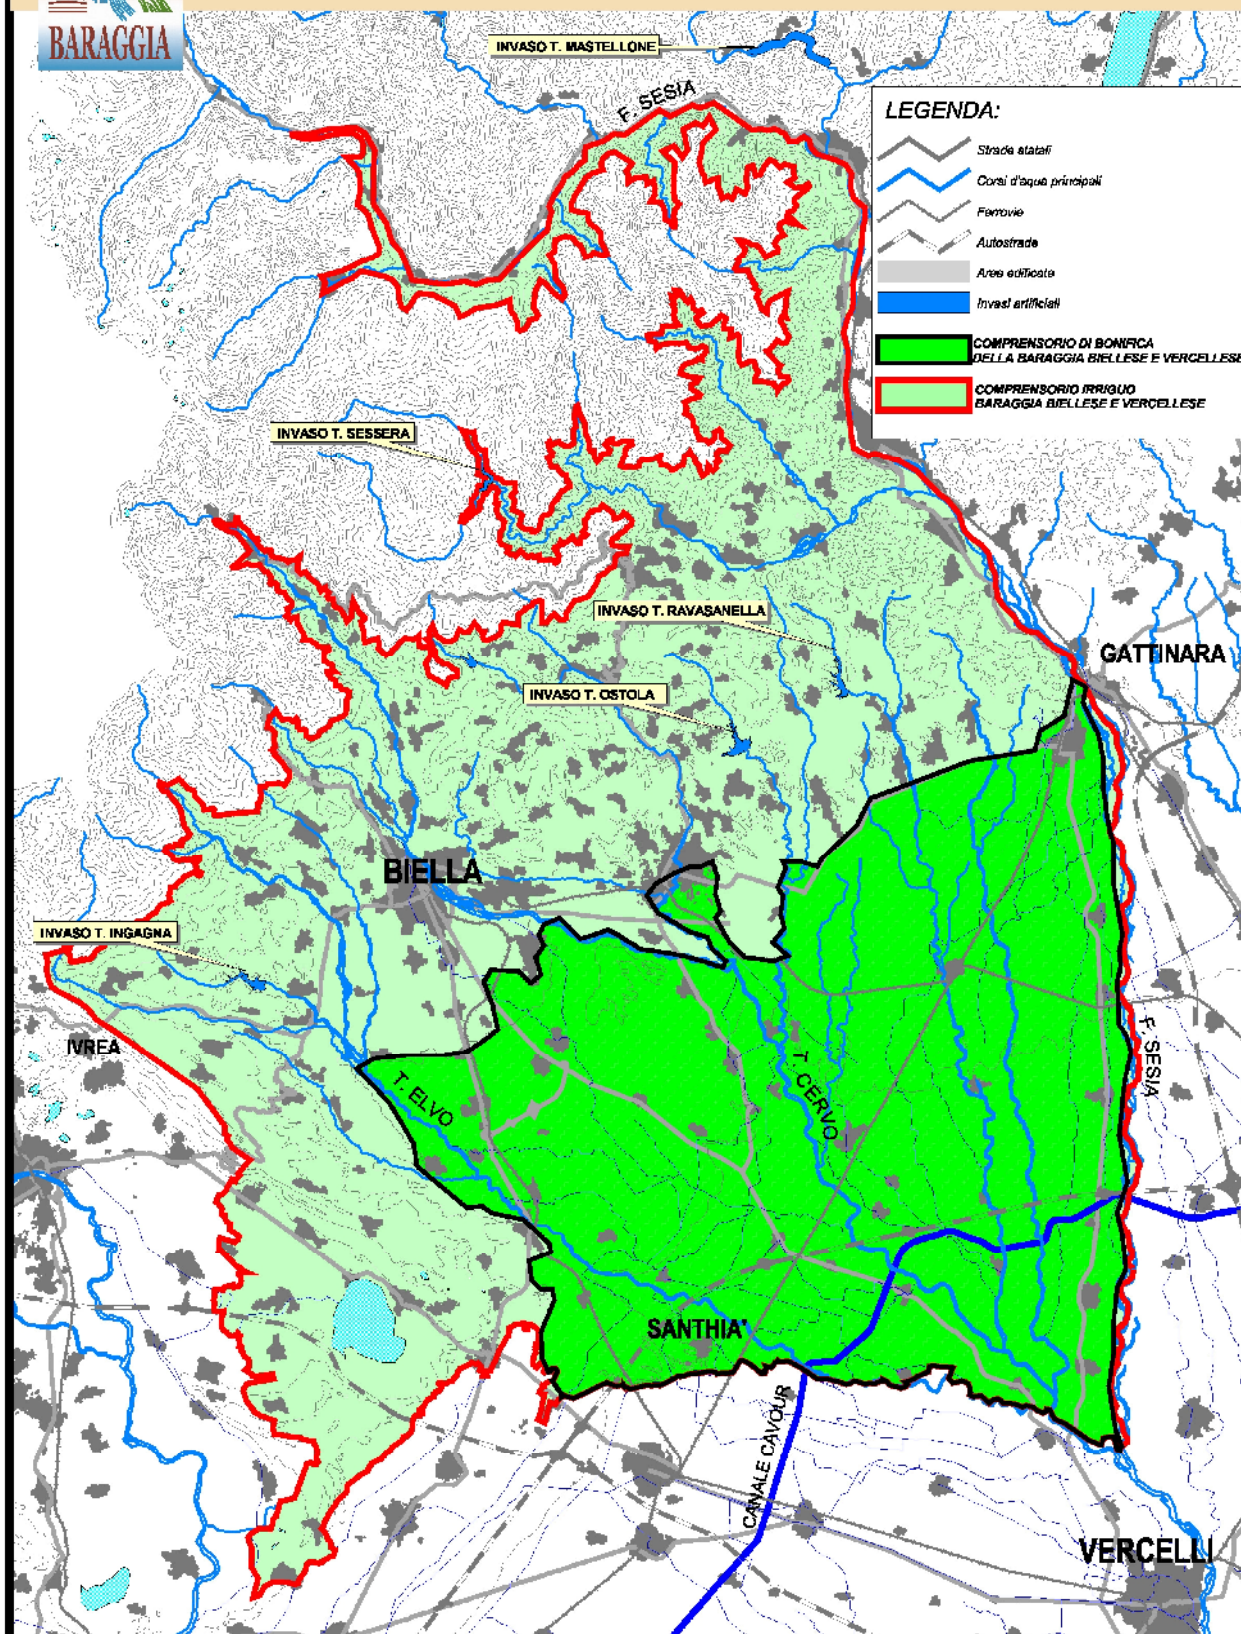 BARAGGIA
INVASO T. MASTELLONE
F. SESIA
LEGENDA:
Strade statali
Corsi d'aqua principali
Ferrovie
Autostrade
Aree edificate
Invasi artificiali
COMPRENSORIO DI BONIFICA
DELLA BARAGGIA BIELLESE E VERCELLESE
COMPRENSORIO IRRIGUO
BARAGGIA BIELLESE E VERCELLESE
INVASO T. SESSERA
INVASO T. RAVASANELLA
GATTINARA
INVASO T. OSTOLA
BIELLA
INVASO T. INGAGNA
IVREA
F. SESIA
T. ELVO
T. CERVO
SANTHIA'
CANALE CAVOUR
VERCELLI